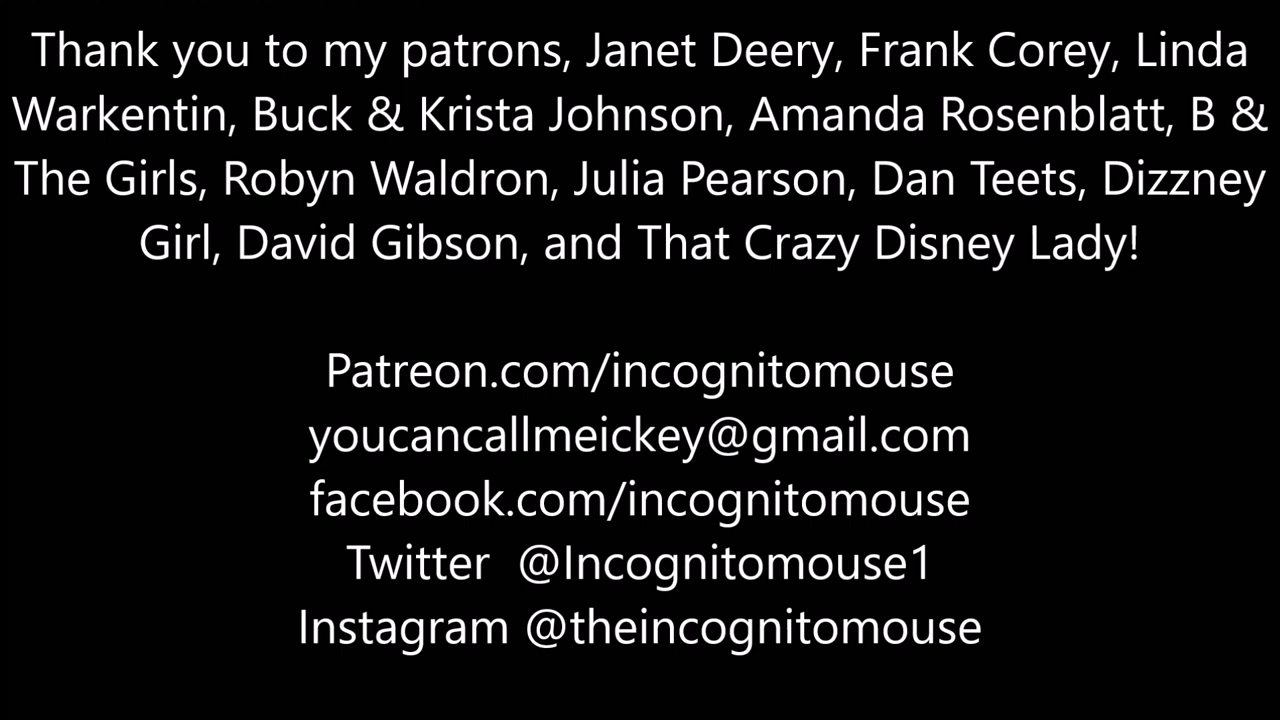 Thank you to my patrons, Janet Deery, Frank Corey, Linda
Warkentin, Buck & Krista Johnson, Amanda Rosenblatt, B &
The Girls, Robyn Waldron, Julia Pearson, Dan Teets, Dizzney
Girl, David Gibson, and That Crazy Disney Lady!
Patreon.com/incognitomouse
youcancallmeickey@gmail.com
facebook.com/incognitomouse
Twitter  @Incognitomouse1
Instagram @theincognitomouse